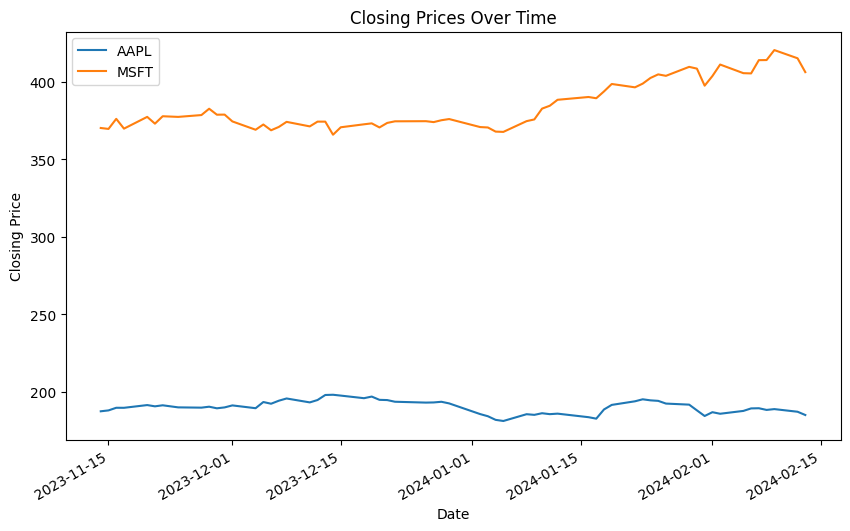 Closing Prices Over Time
AAPL
MSFT
Closing Price
400
350
300
250
200
2023-11-15
2023-12-01
2023-12-15
2024-01-01
2024-01-15
2024-02-01
2024-02-15
Date